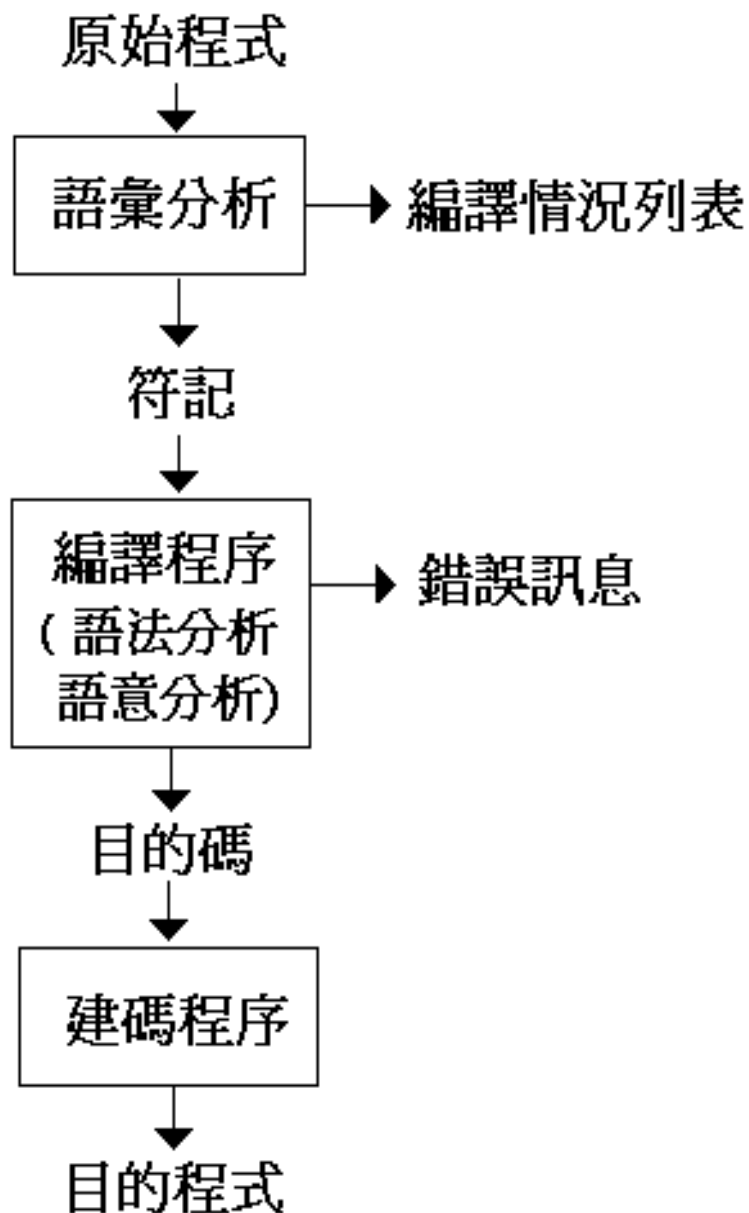 原始程式
語彙分析
編譯情況列表
符記
編譯程序
錯誤訊息
( 語法分析
語意分析)
目的碼
建碼程序
目的程式